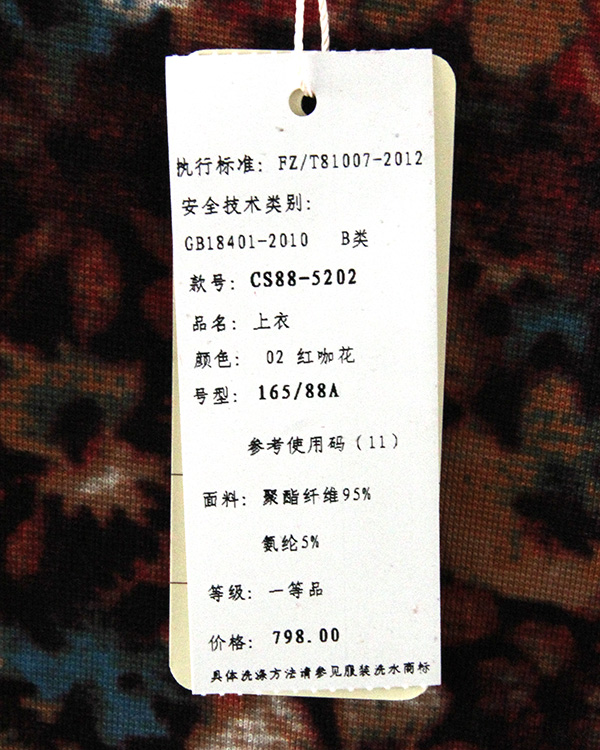 执行标准: FZ/T81007-2012
安全技术类别:
GB18401-2010 B类
款号: CS88-5202
品名: 上衣
颜色: 02 红咖花
号型: 165/88A
参考使用码(11)
面料: 聚酯纤维95%
氨纶5%
等级: 一等品
价格: 798.00
具体洗涤方法请参见服装洗水商标